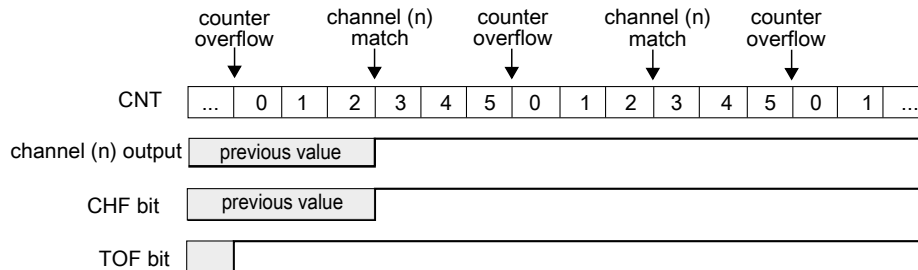 counter overflow
channel (n) match
counter overflow
channel (n) match
counter overflow
CNT ... 0 1 2 3 4 5 0 1 2 3 4 5 0 1 ...
channel (n) output previous value
CHF bit previous value
TOF bit